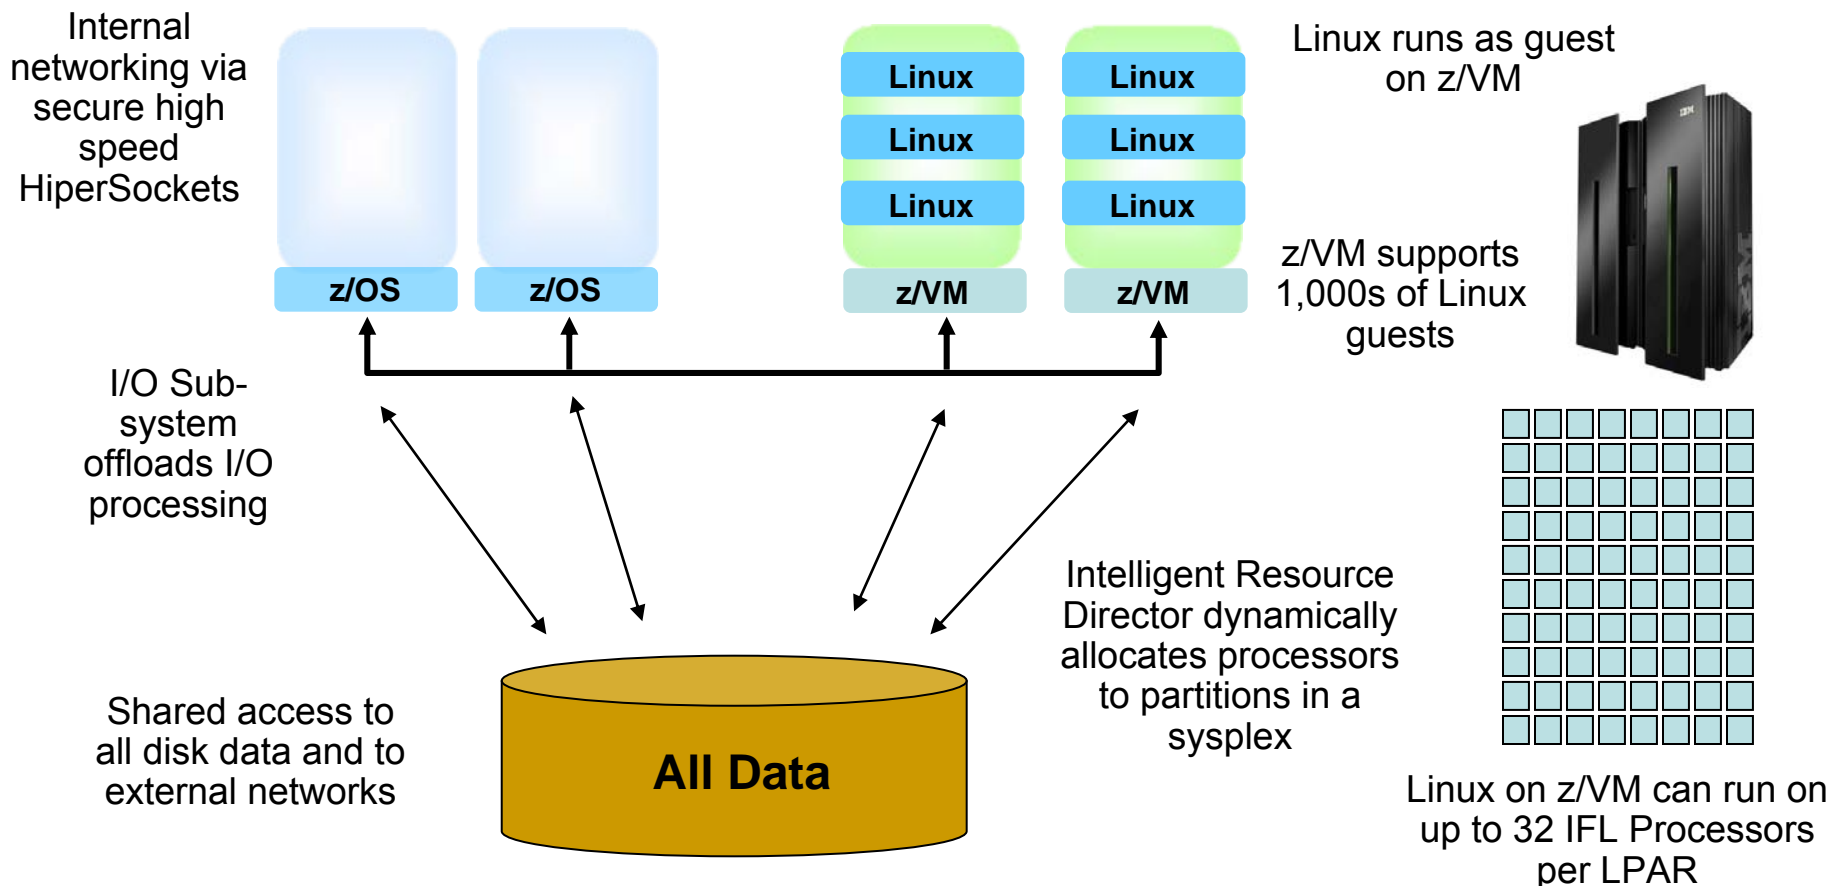 Internal
networking via
secure high
speed
HiperSockets
Linux
Linux
Linux
Linux
Linux
Linux
z/OS
z/OS
z/VM
z/VM
Linux runs as guest
on z/VM
IBM
IBM
z/VM supports
1,000s of Linux
guests
I/O Sub-
system
offloads I/O
processing
Intelligent Resource
Director dynamically
allocates processors
to partitions in a
sysplex
Shared access to
all disk data and to
external networks
All Data
Linux on z/VM can run on
up to 32 IFL Processors
per LPAR